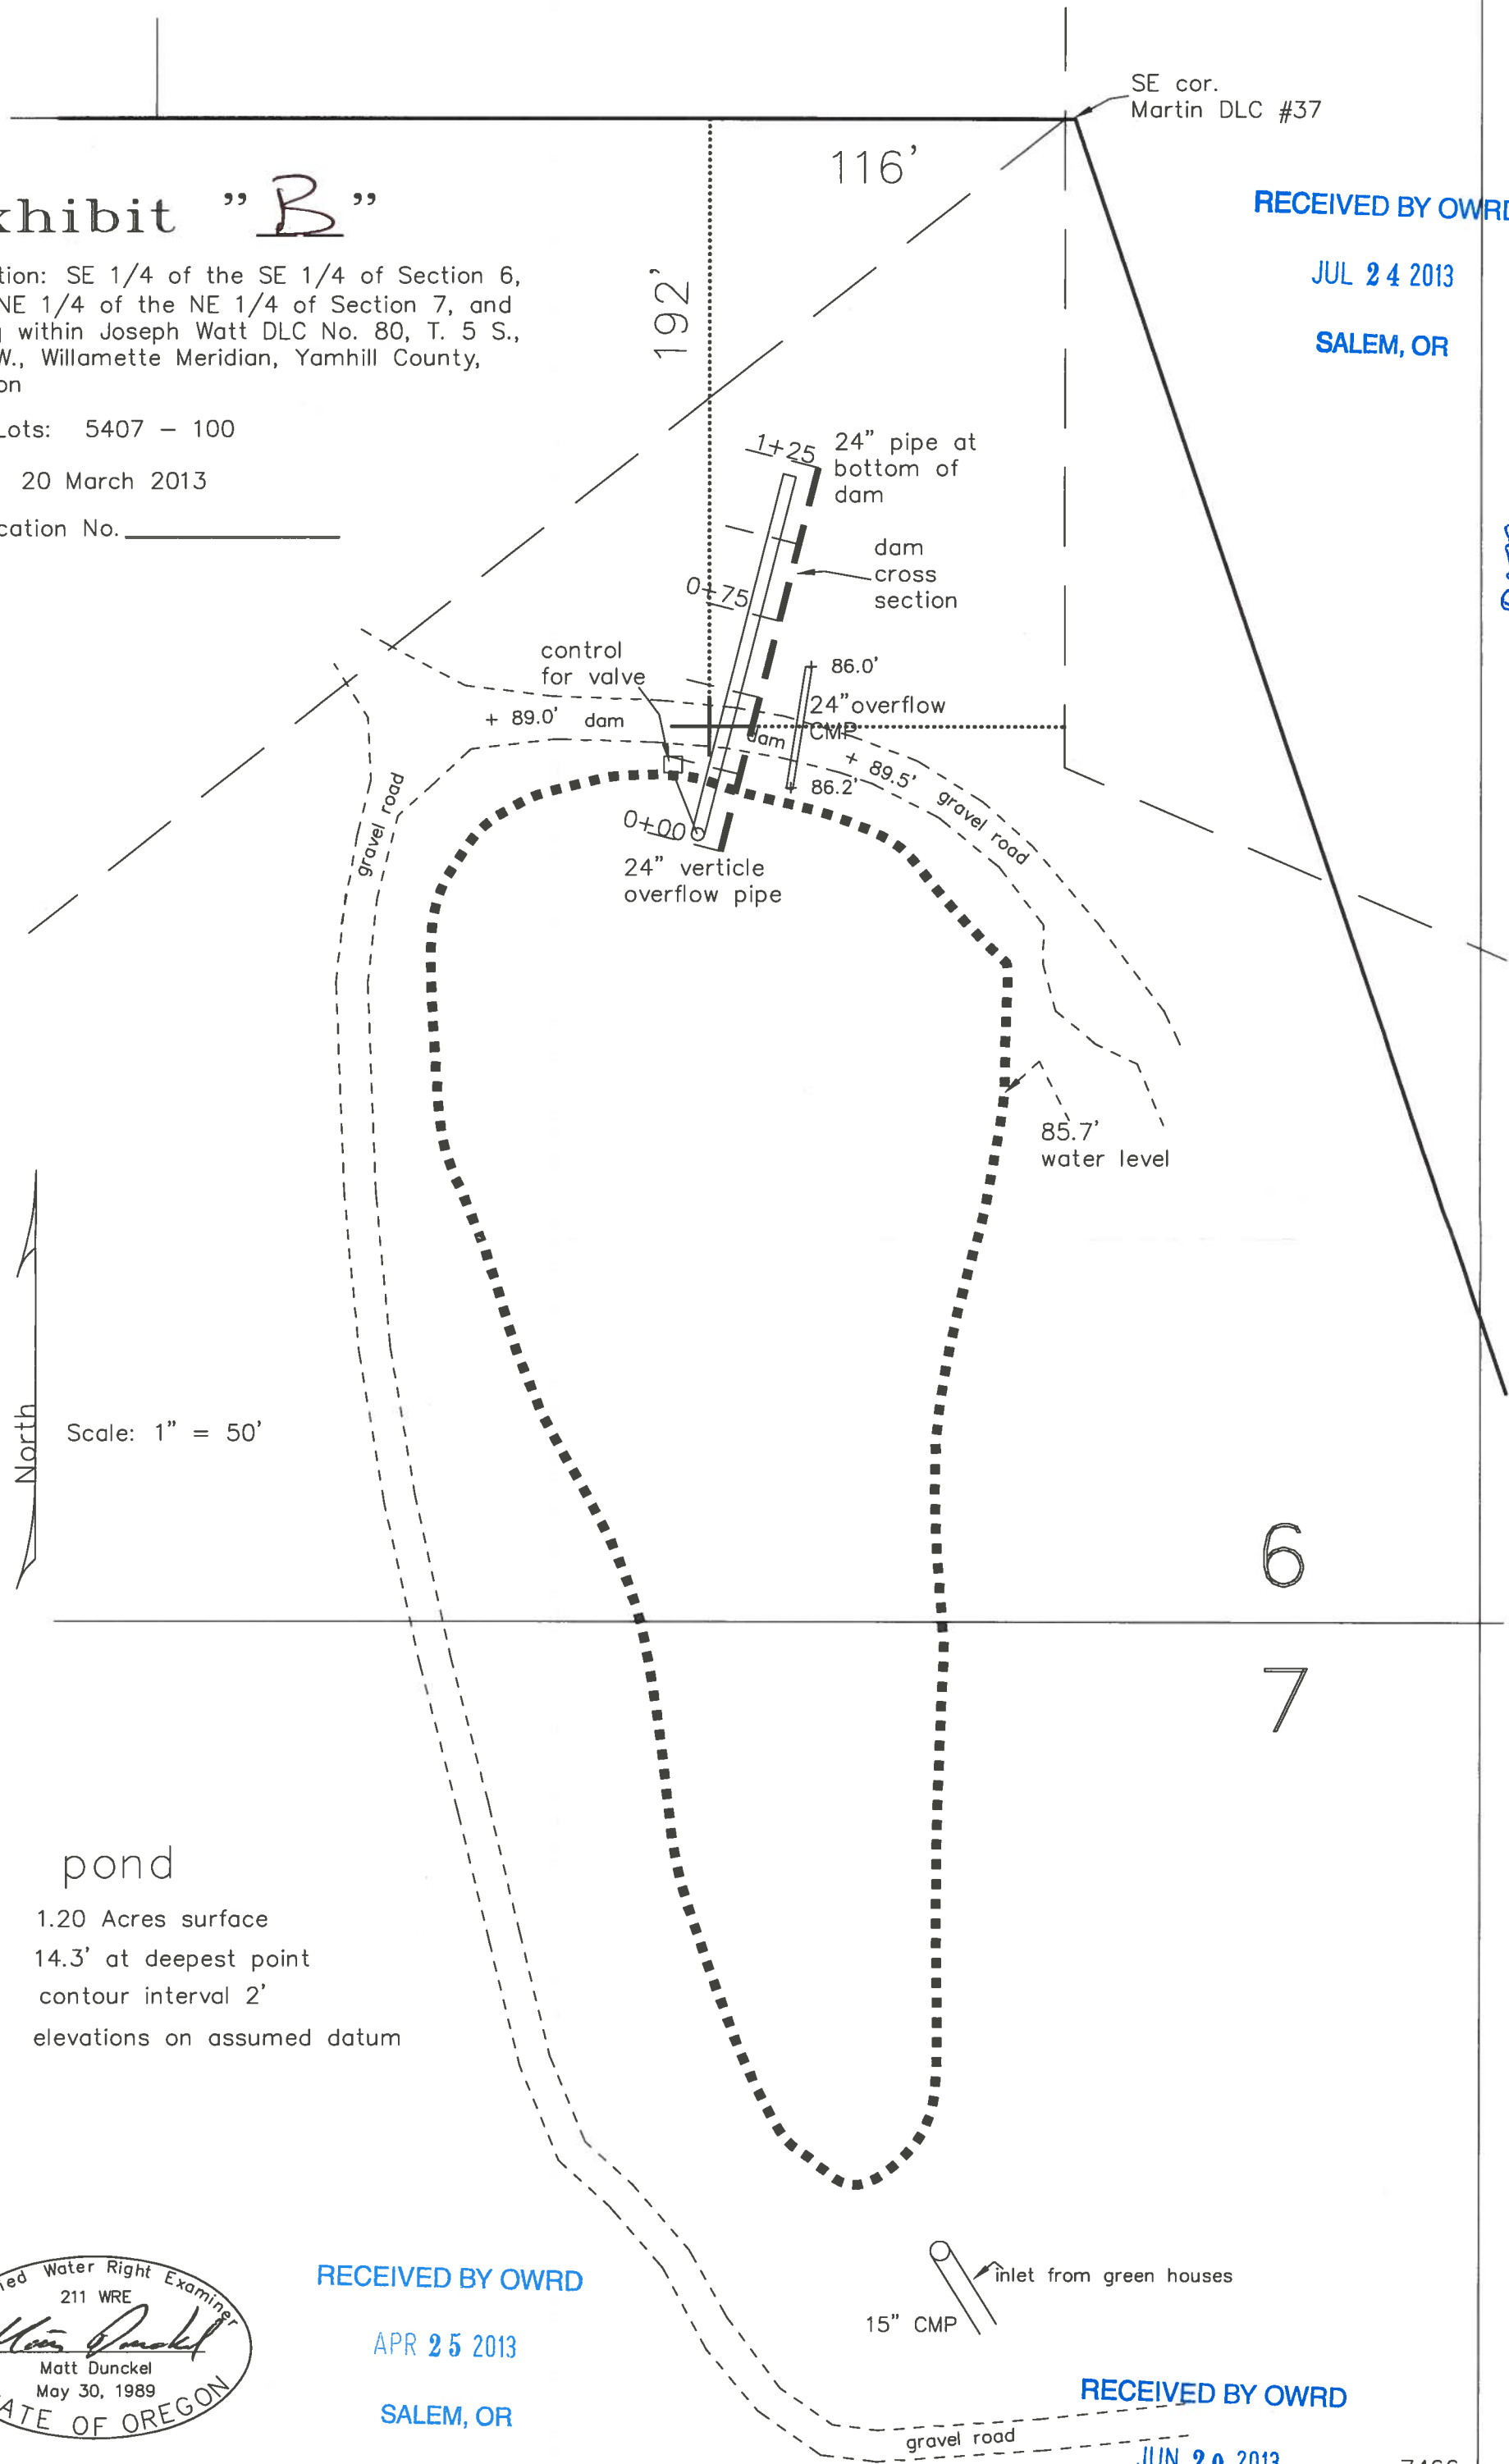 SE cor.
Martin DLC #37
116'
192'
xhibit "B"
tion: SE 1/4 of the SE 1/4 of Section 6,
NE 1/4 of the NE 1/4 of Section 7, and
within Joseph Watt DLC No. 80, T. 5 S.,
W., Willamette Meridian, Yamhill County,
on
Lots: 5407 – 100
20 March 2013
cation No.
RECEIVED BY OWRD
JUL 24 2013
SALEM, OR
1+25
24" pipe at
bottom of
dam
dam
cross
section
0+75
control
for valve
+ 86.0'
24"overflow
CMP
+ 89.0' dam
dam
+ 89.5'
gravel road
86.2'
gravel road
0+00
24" verticle
overflow pipe
85.7'
water level
North
Scale: 1" = 50'
6
7
pond
1.20 Acres surface
14.3' at deepest point
contour interval 2'
elevations on assumed datum
ed Water Right Examiner
211 WRE
Matt Dunckel
May 30, 1989
ATE OF OREGON
RECEIVED BY OWRD
APR 25 2013
SALEM, OR
inlet from green houses
15" CMP
RECEIVED BY OWRD
JUN 20 2013
gravel road